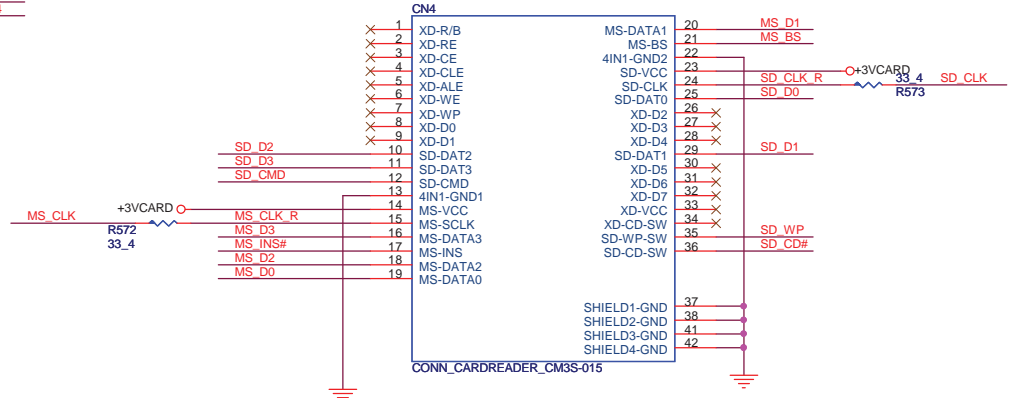 CN4
1 XD-R/B
2 XD-RE
3 XD-CE
4 XD-CLE
5 XD-ALE
6 XD-WE
7 XD-WP
8 XD-D0
9 XD-D1
SD_D2 10 SD-DAT2
SD_D3 11 SD-DAT3
SD_CMD 12 SD-CMD
13 4IN1-GND1
+3VCARD 14 MS-VCC
MS_CLK R572 33_4 MS_CLK_R 15 MS-SCLK
MS_D3 16 MS-DATA3
MS_INS# 17 MS-INS
MS_D2 18 MS-DATA2
MS_D0 19 MS-DATA0
MS-DATA1 20 MS_D1
MS-BS 21 MS_BS
4IN1-GND2 22
SD-VCC 23 +3VCARD
SD-CLK 24 SD_CLK_R 33_4 R573 SD_CLK
SD-DAT0 25 SD_D0
XD-D2 26
XD-D3 27
XD-D4 28
SD-DAT1 29 SD_D1
XD-D5 30
XD-D6 31
XD-D7 32
XD-VCC 33
XD-CD-SW 34
SD-WP-SW 35 SD_WP
SD-CD-SW 36 SD_CD#
SHIELD1-GND 37
SHIELD2-GND 38
SHIELD3-GND 41
SHIELD4-GND 42
CONN_CARDREADER_CM3S-015